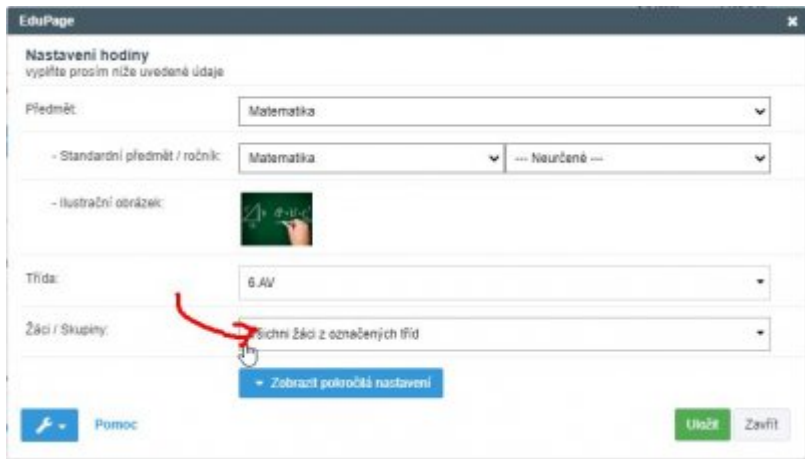 EduPage
Nastavení hodiny
vyplňte prosím níže uvedené údaje
Předmět:
Matematika
- Standardní předmět / ročník:
Matematika
--- Neurčené ---
- Ilustrační obrázek:
Třída:
6.AV
Žáci / Skupiny:
žáci z označených tříd
Zobrazit pokročilá nastavení
Pomoc
Uložit
Zavřít